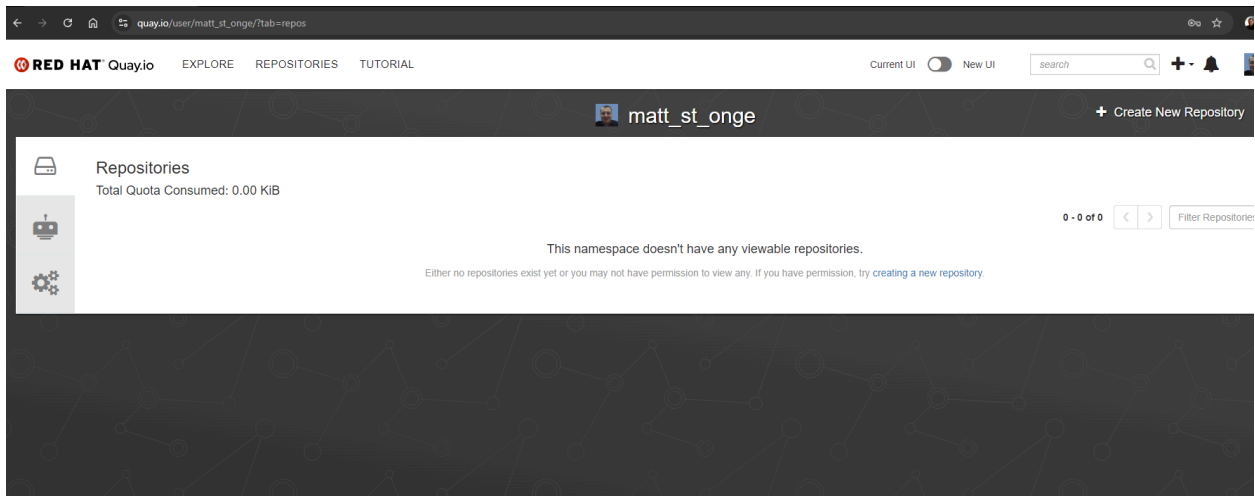 quay.io/user/matt_st_onge/?tab=repos
RED HAT Quay.io EXPLORE REPOSITORIES TUTORIAL Current UI New UI search
matt_st_onge + Create New Repository
Repositories
Total Quota Consumed: 0.00 KiB
0 - 0 of 0 < > Filter Repositories
This namespace doesn't have any viewable repositories.
Either no repositories exist yet or you may not have permission to view any. If you have permission, try creating a new repository.